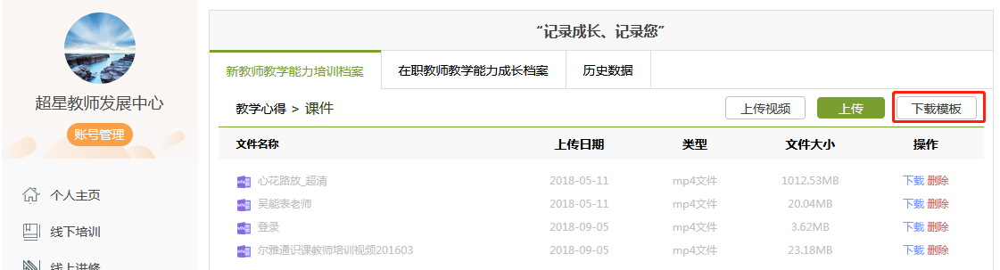 “记录成长、记录您”
超星教师发展中心
账号管理
个人主页
线下培训
线上进修
新教师教学能力培训档案 在职教师教学能力成长档案 历史数据
教学心得 > 课件 上传视频 上传 下载模板
文件名称 上传日期 类型 文件大小 操作
心花路放_超清 2018-05-11 mp4文件 1012.53MB 下载 删除
吴能表老师 2018-05-11 mp4文件 20.04MB 下载 删除
登录 2018-09-05 mp4文件 3.62MB 下载 删除
尔雅通识课教师培训视频201603 2018-09-05 mp4文件 23.18MB 下载 删除